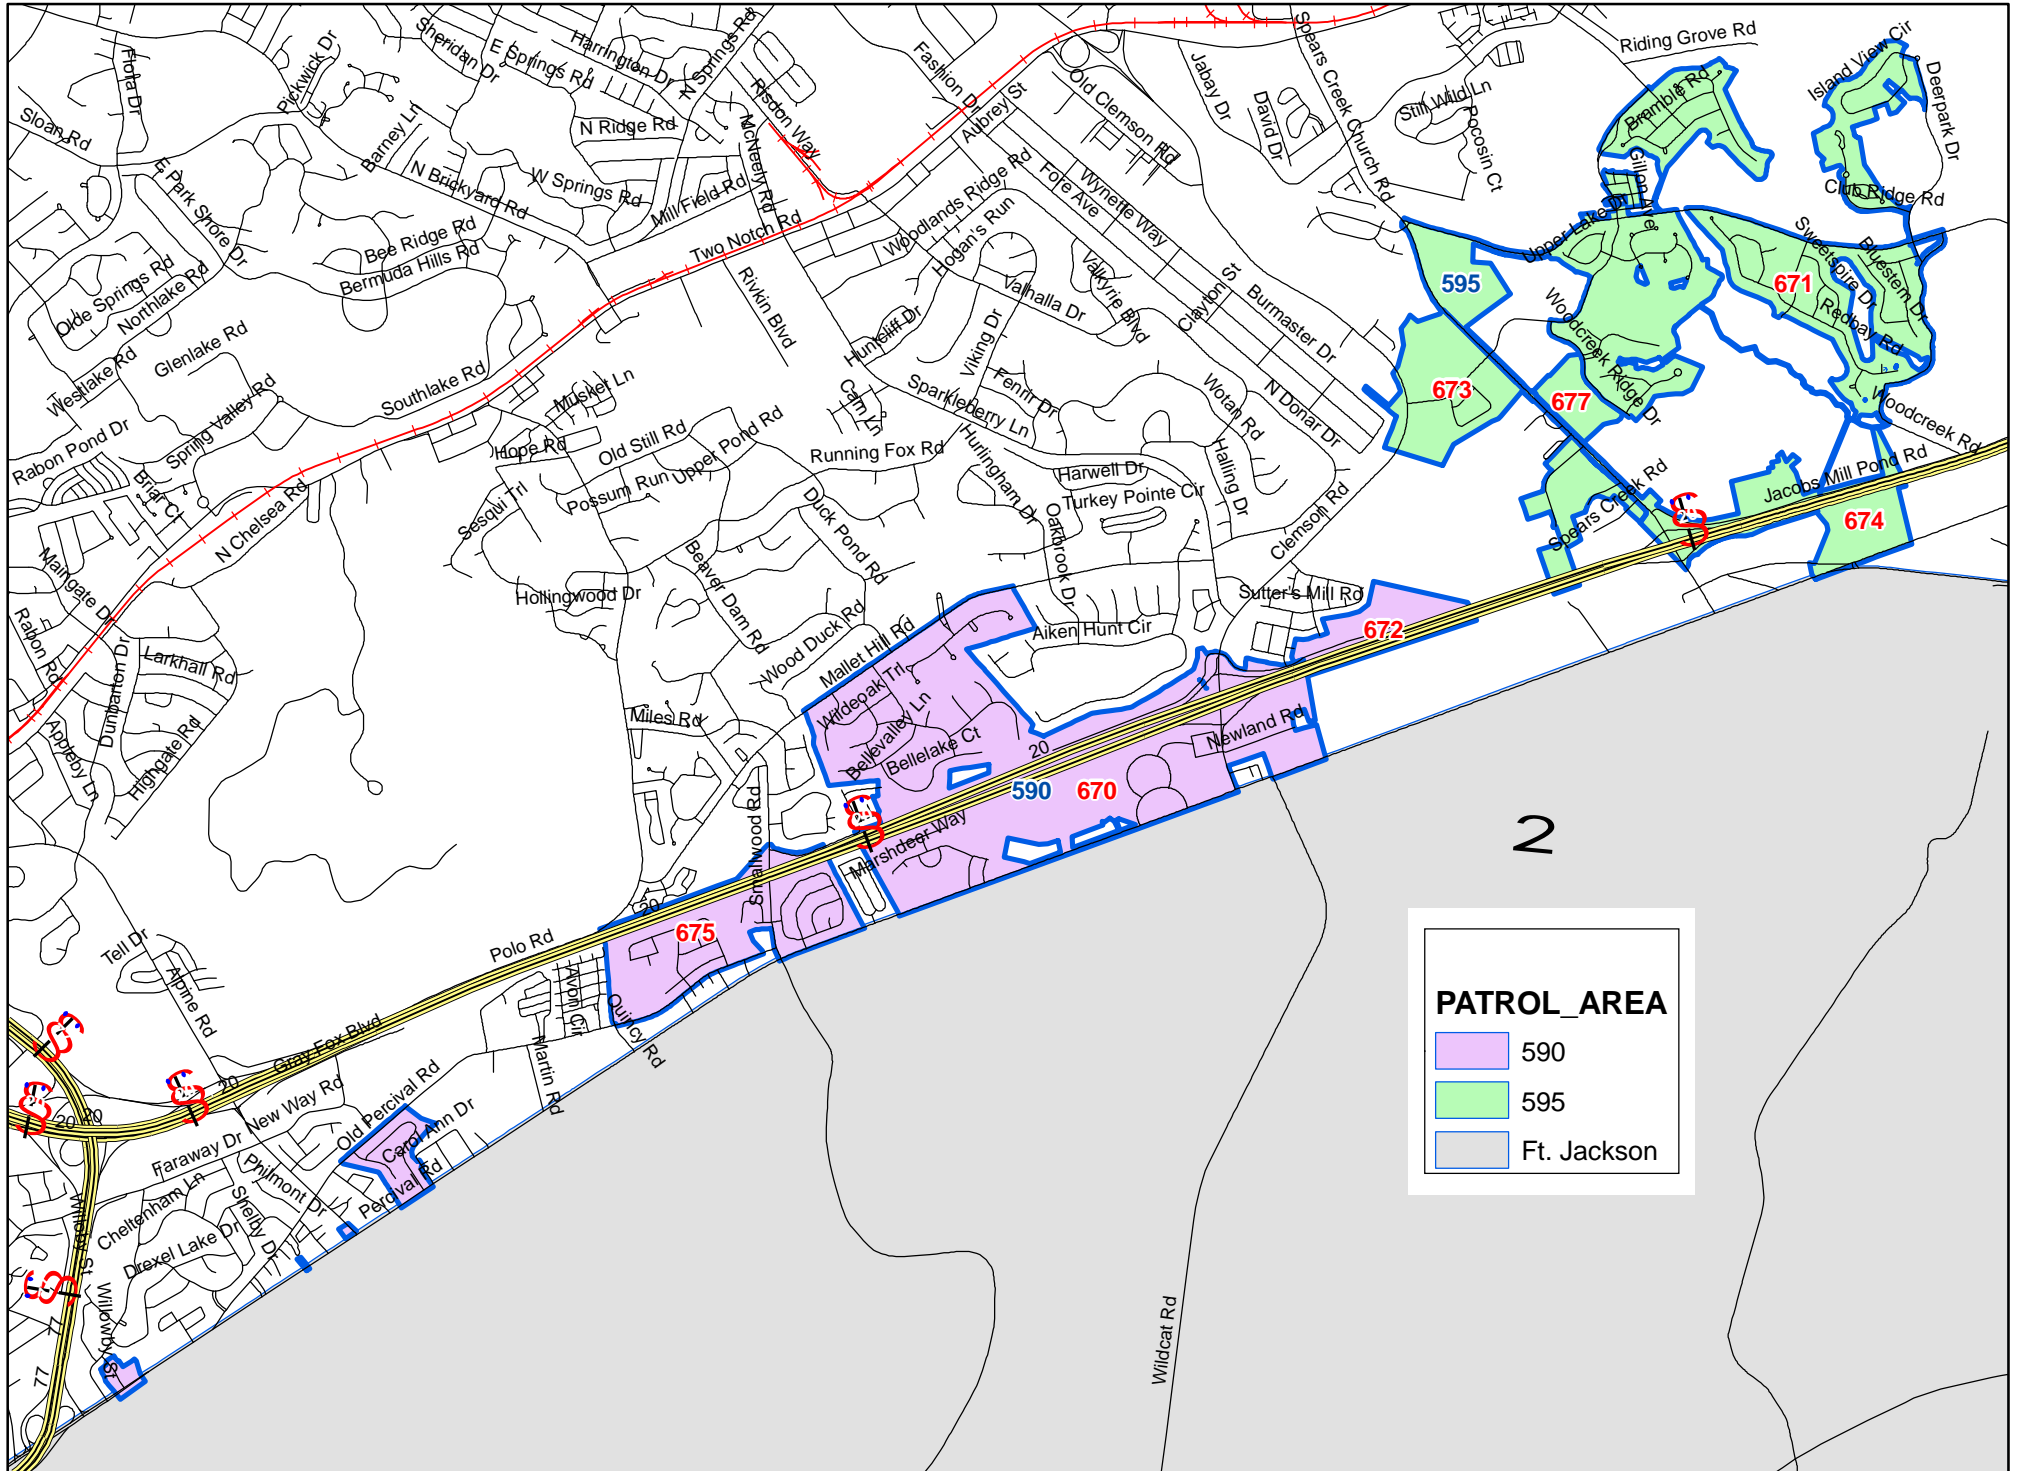 Flora Dr
Sloan Rd
Pickwick Dr
Sheridan Dr
E Springs Rd
Harrington Dr
N Springs Rd
Risdon Way
Fashion Dr
Aubrey St
Old Clemson Rd
Jabay Dr
David Dr
Spears Creek Church Rd
Still Wild Ln
Pocosin Ct
Riding Grove Rd
Bramble Rd
Island View Cir
Deerpark Dr
Club Ridge Rd
Gillon Ave
Upper Lake Dr
E Park Shore Dr
Barney Ln
N Brickyard Rd
N Ridge Rd
W Springs Rd
Mill Field Rd
McNeely Rd
Two Notch Rd
Woodlands Ridge Rd
Hogan's Run
Fore Ave
Wynette Way
Bee Ridge Rd
Bermuda Hills Rd
Olde Springs Rd
Northlake Rd
Westlake Rd
Glenlake Rd
Southlake Rd
Rivkin Blvd
Huntcliff Dr
Valhalla Dr
Valkyrie Blvd
Clayton St
Burmaster Dr
Viking Dr
Fenrir Dr
Sparkleberry Ln
Cam Ln
Wotan Rd
N Donar Dr
595
671
673
677
Sweetspire Dr
Bluestem Dr
Redbay Rd
Woodcreek Ridge Dr
Woodcreek Rd
Rabon Pond Dr
Spring Valley Rd
Briar Ct
Musket Ln
Hope Rd
Old Still Rd
Possum Run
Upper Pond Rd
Running Fox Rd
Sesqui Trl
N Chelsea Rd
Duck Pond Rd
Hurlingham Dr
Harwell Dr
Turkey Pointe Cir
Oakbrook Dr
Halling Dr
Clemson Rd
Spears Creek Rd
Jacobs Mill Pond Rd
674
Maingate Dr
Rabon Rd
Dunbarton Dr
Larkhall Rd
Highgate Rd
Appleby Ln
Hollingwood Dr
Beaver Dam Rd
Wood Duck Rd
Mallet Hill Rd
Aiken Hunt Cir
Sutter's Mill Rd
672
Miles Rd
Wildeoak Trl
Bellevalley Ln
Bellelake Ct
20
Newland Rd
590
670
Smallwood Rd
Marshdeer Way
2
20
675
Polo Rd
Tell Dr
Alpine Rd
Avon Cir
Quincy Rd
Martin Rd
Gray Fox Blvd
20
20
20
New Way Rd
Old Percival Rd
Carol Ann Dr
Percival Rd
Faraway Dr
Philmont Dr
Cheltenham Ln
Shelby Dr
Drexel Lake Dr
Willowby St
77
77
Wildcat Rd
PATROL_AREA
590
595
Ft. Jackson